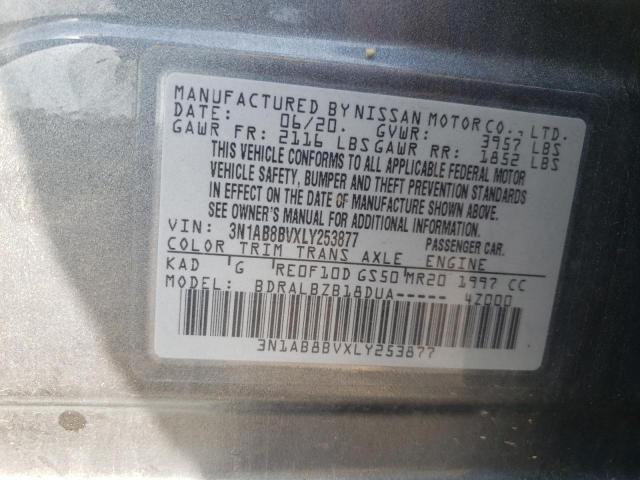 MANUFACTURED BY NISSAN MOTOR CO., LTD.
DATE: 06/20. GVWR: 3957 LBS
GAWR FR: 2116 LBS GAWR RR: 1852 LBS
THIS VEHICLE CONFORMS TO ALL APPLICABLE FEDERAL MOTOR
VEHICLE SAFETY, BUMPER AND THEFT PREVENTION STANDARDS
IN EFFECT ON THE DATE OF MANUFACTURE SHOWN ABOVE.
SEE OWNER'S MANUAL FOR ADDITIONAL INFORMATION.
VIN: 3N1AB8BVXLY253877 PASSENGER CAR.
COLOR TRIM TRANS AXLE ENGINE
KAD G RE0F10D GS50 MR20 1997 CC
MODEL: BDRALBZB18DUA----- 4Z000
3N1AB8BVXLY253877